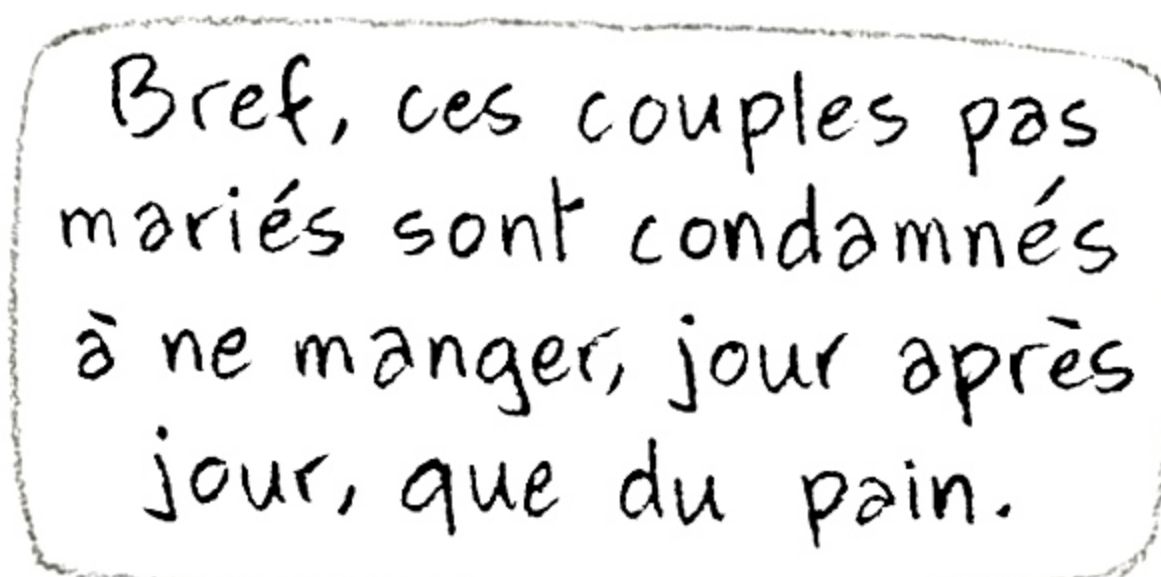 Bref, ces couples pas
mariés sont condamnés
à ne manger, jour après
jour, que du pain.